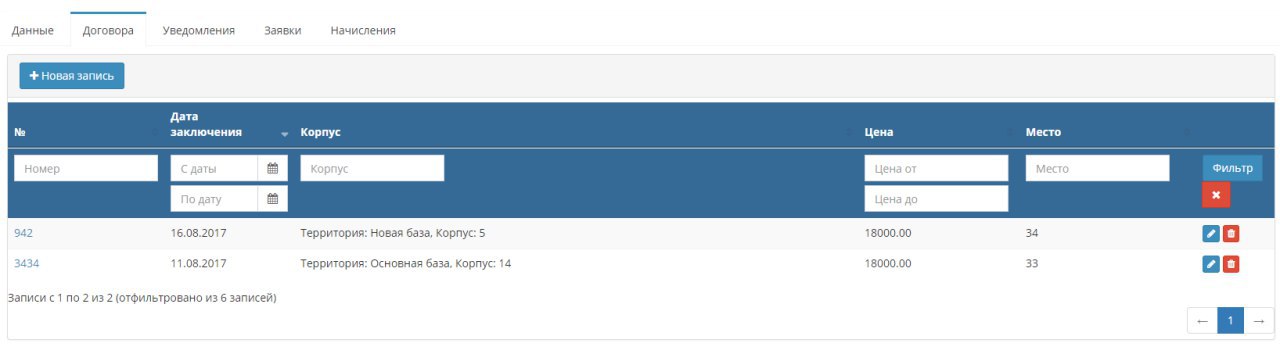 Данные Договора Уведомления Заявки Начисления
+ Новая запись
№ Дата заключения Корпус Цена Место
Номер С даты Корпус Цена от Место Фильтр
По дату Цена до
942 16.08.2017 Территория: Новая база, Корпус: 5 18000.00 34
3434 11.08.2017 Территория: Основная база, Корпус: 14 18000.00 33
Записи с 1 по 2 из 2 (отфильтровано из 6 записей)
← 1 →